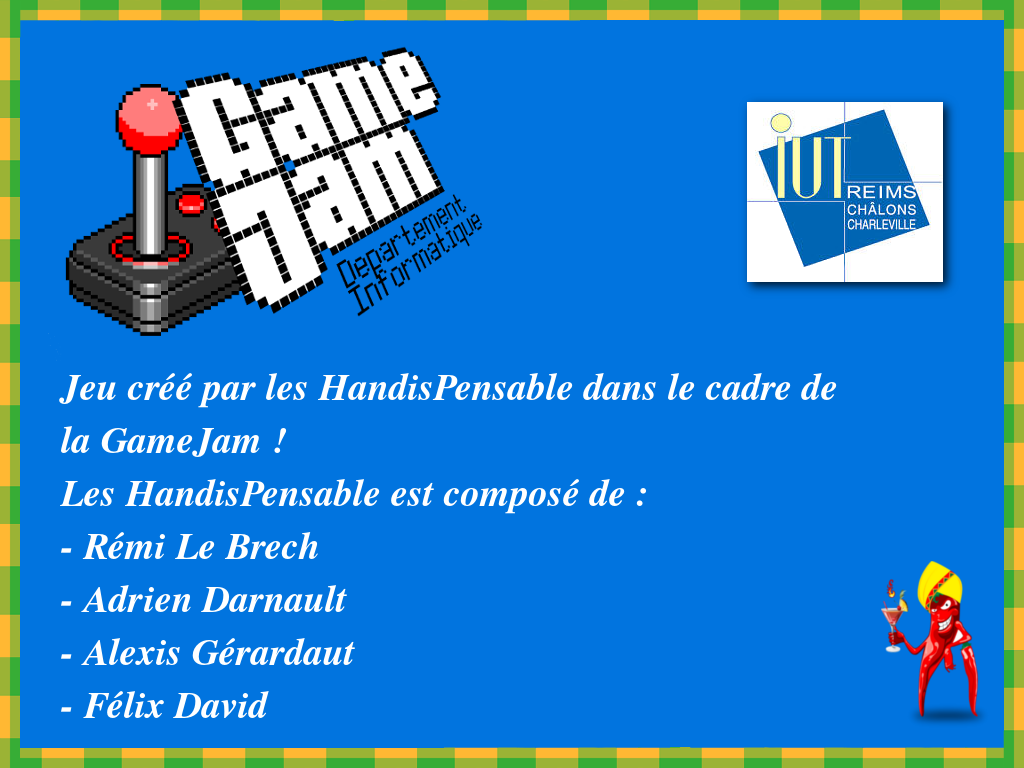 Game
Jam
Departement
Informatique
iUT
REIMS
CHÂLONS
CHARLEVILLE
Jeu créé par les HandisPensable dans le cadre de
la GameJam !
Les HandisPensable est composé de :
- Rémi Le Brech
- Adrien Darnault
- Alexis Gérardaut
- Félix David